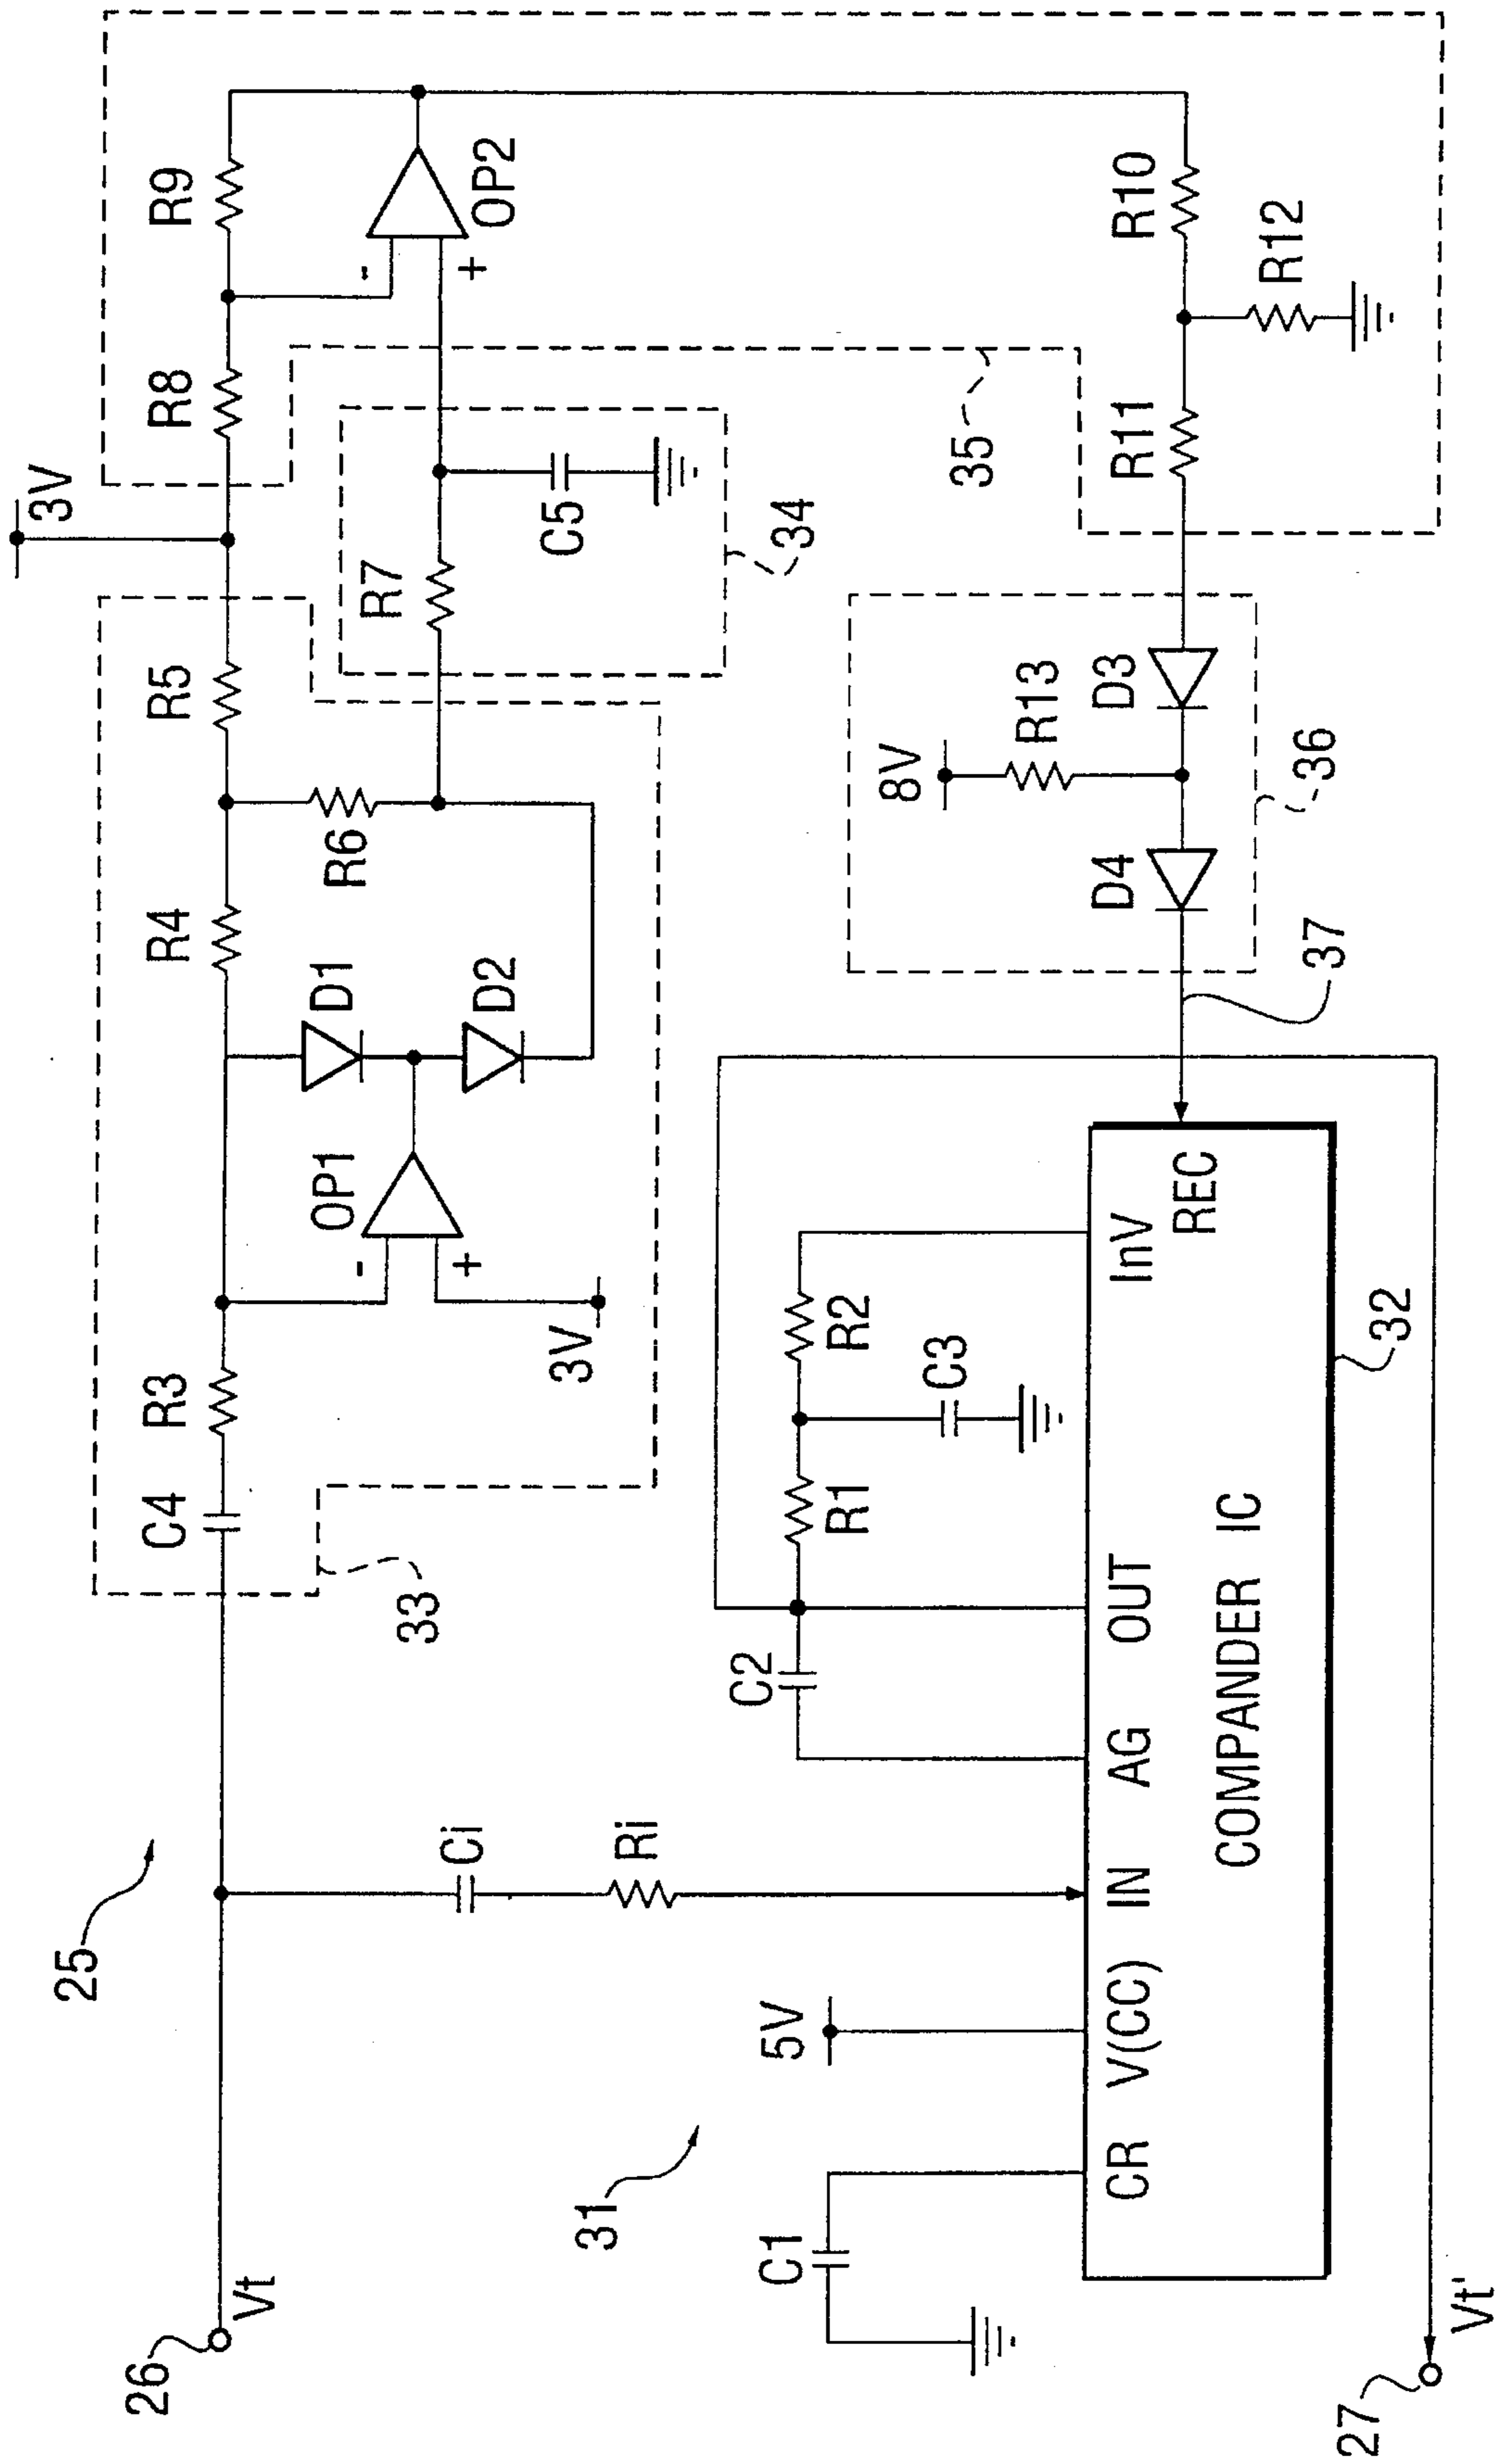 25
26
Vt
C4
R3
R4
R5
3V
R8
R9
33
OP1
-
+
3V
D1
D2
R6
R7
C5
34
-
+
OP2
35
31
Ci
Ri
C1
5V
C2
R1
R2
C3
8V
R13
D4
D3
36
37
R11
R10
R12
CR
V(CC)
IN
AG
OUT
InV
REC
COMPANDER IC
32
27
Vt'